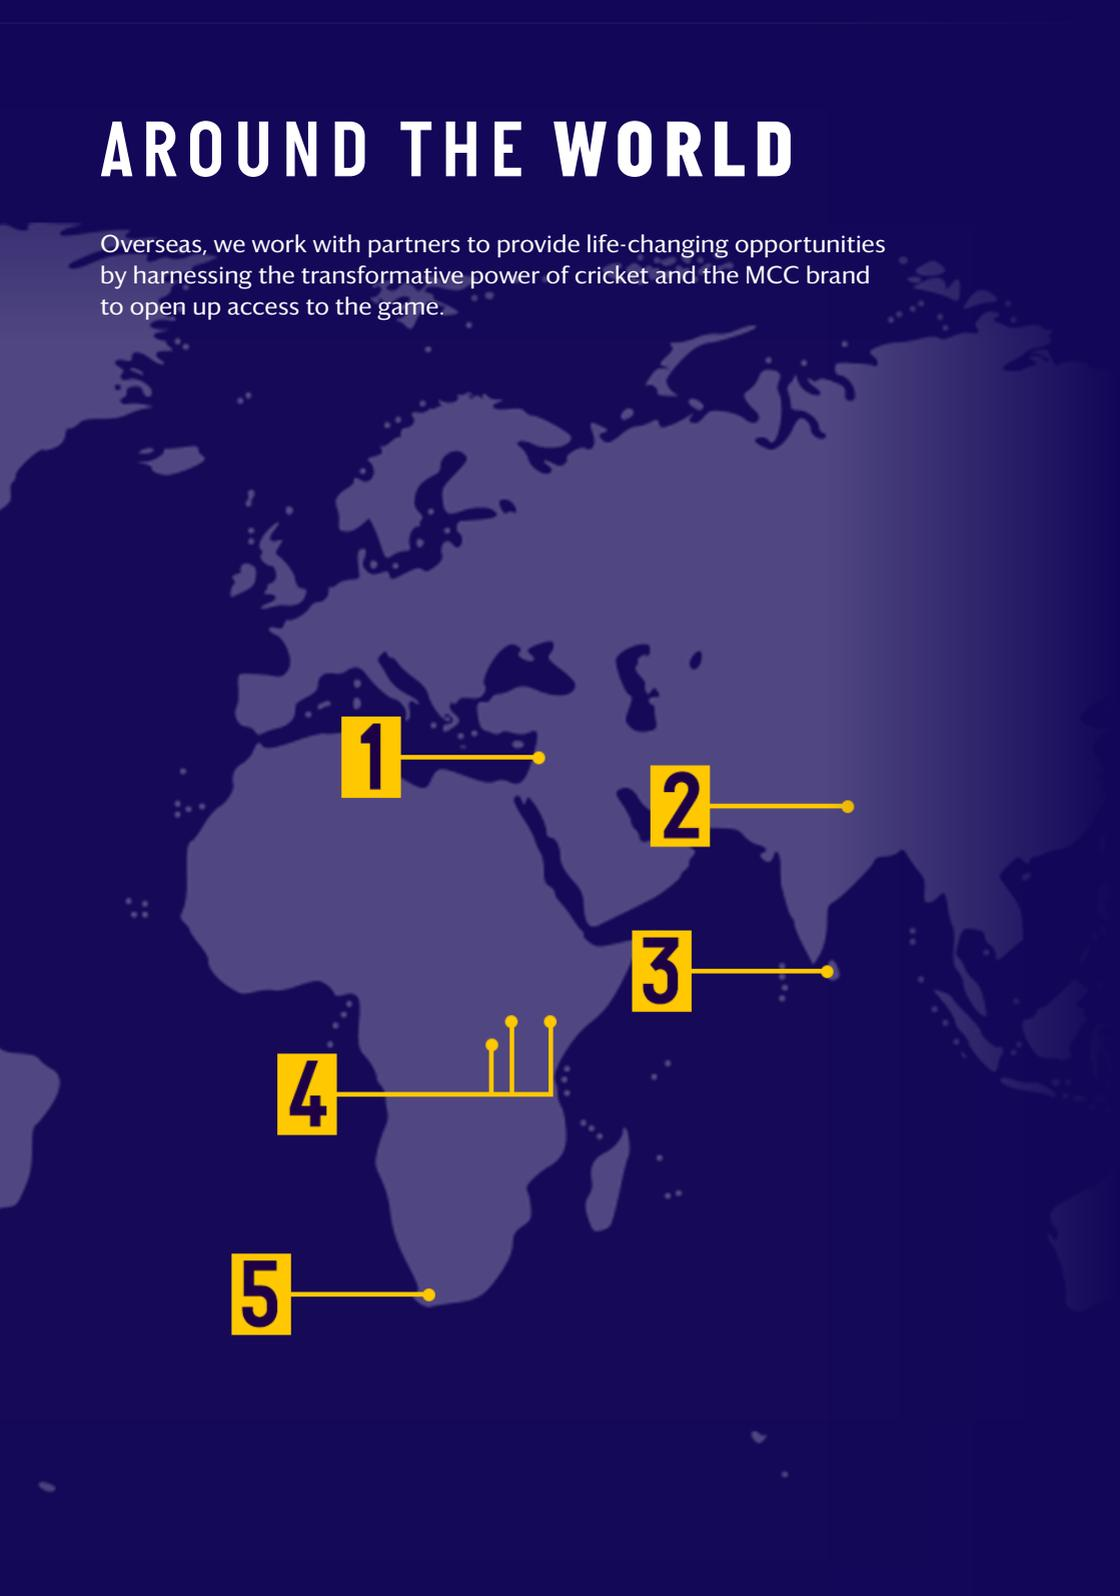 AROUND THE WORLD
Overseas, we work with partners to provide life-changing opportunities
by harnessing the transformative power of cricket and the MCC brand
to open up access to the game.
1
2
3
4
5